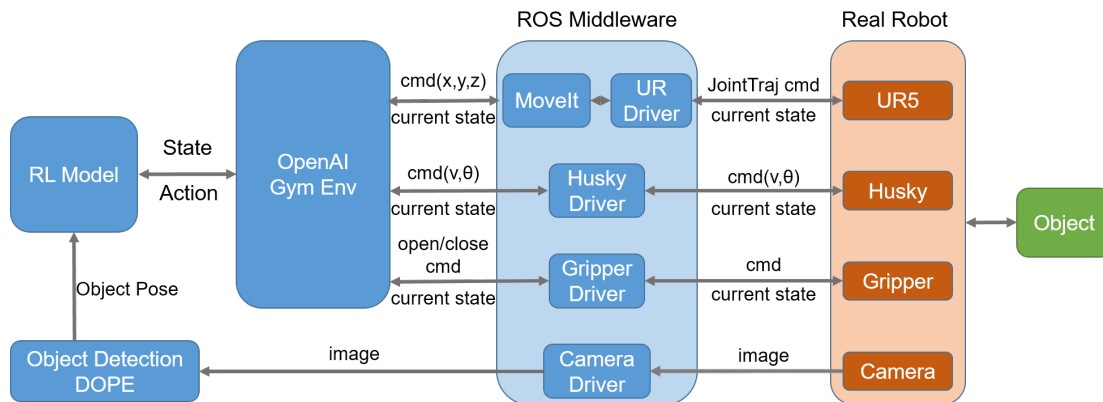 ROS Middleware
Real Robot
RL Model
State
Action
OpenAI
Gym Env
cmd(x,y,z)
current state
MoveIt
UR
Driver
JointTraj cmd
current state
UR5
cmd(v,θ)
current state
Husky
Driver
cmd(v,θ)
current state
Husky
Object
open/close
cmd
current state
Gripper
Driver
cmd
current state
Gripper
Object Pose
Object Detection
DOPE
image
Camera
Driver
image
Camera